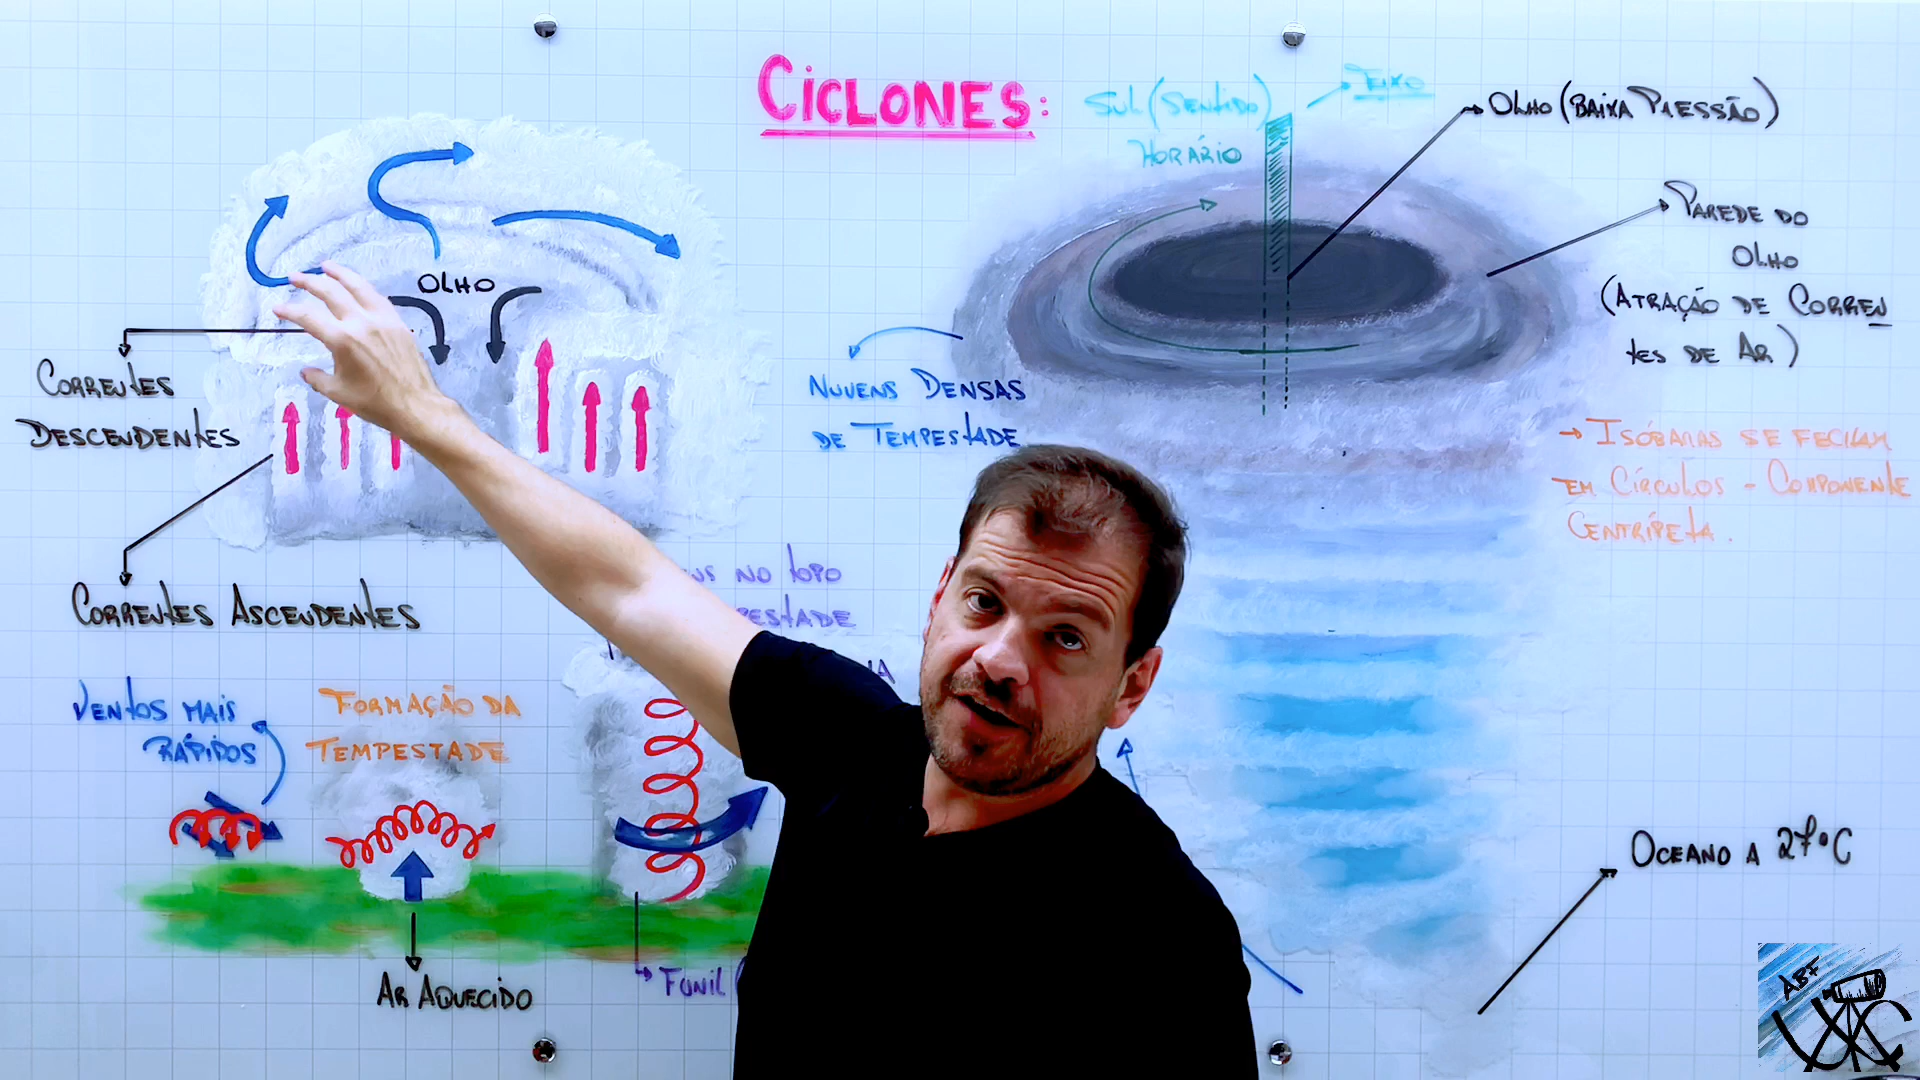 CICLONES:
SUL (SENTIDO)
HORÁRIO
EIXO
OLHO (BAIXA PRESSÃO)
PAREDE DO
OLHO
(ATRAÇÃO DE CORREN
TES DE AR)
OLHO
CORRENTES
DESCENDENTES
NUVENS DENSAS
DE TEMPESTADE
→ ISÓBARAS SE FECHAM
EM CÍRCULOS - COMPONENTE
CENTRÍPETA.
CORRENTES ASCENDENTES
NO TOPO
VENTOS MAIS
RÁPIDOS
FORMAÇÃO DA
TEMPESTADE
OCEANO A 27°C
AR AQUECIDO
FUNIL (
ABF